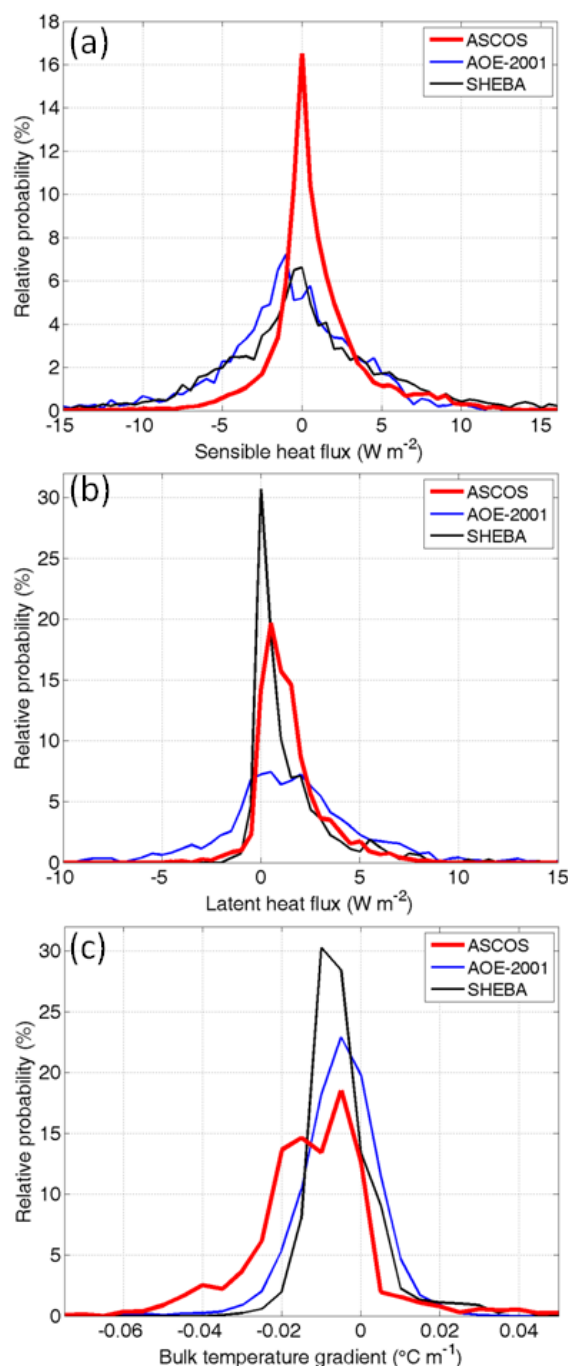 (a)
ASCOS
AOE-2001
SHEBA
Relative probability (%)
18
16
14
12
10
8
6
4
2
0
-15 -10 -5 0 5 10 15
Sensible heat flux (W m⁻²)
(b)
ASCOS
AOE-2001
SHEBA
Relative probability (%)
30
25
20
15
10
5
0
-10 -5 0 5 10 15
Latent heat flux (W m⁻²)
(c)
ASCOS
AOE-2001
SHEBA
Relative probability (%)
30
25
20
15
10
5
0
-0.06 -0.04 -0.02 0 0.02 0.04
Bulk temperature gradient (°C m⁻¹)